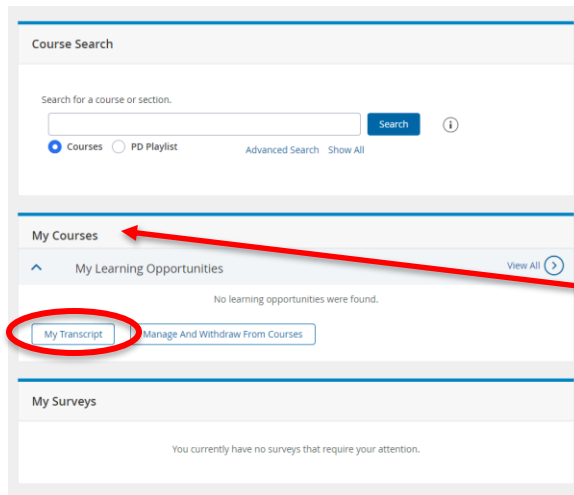 Course Search
Search for a course or section.
Search
Courses PD Playlist Advanced Search Show All
My Courses
My Learning Opportunities View All
No learning opportunities were found.
My Transcript Manage And Withdraw From Courses
My Surveys
You currently have no surveys that require your attention.